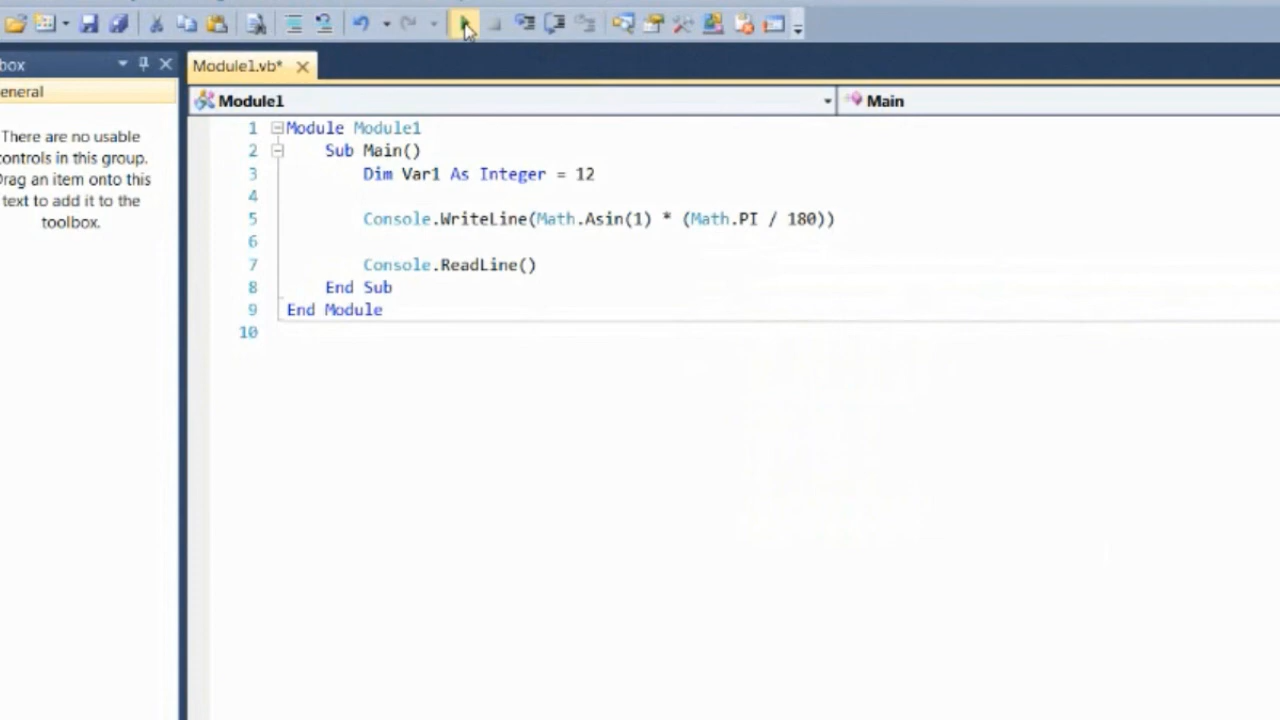 box
Module1.vb*
eneral
Module1
Main
There are no usable
controls in this group.
Drag an item onto this
text to add it to the
toolbox.
1 Module Module1
2 Sub Main()
3 Dim Var1 As Integer = 12
4
5 Console.WriteLine(Math.Asin(1) * (Math.PI / 180))
6
7 Console.ReadLine()
8 End Sub
9 End Module
10